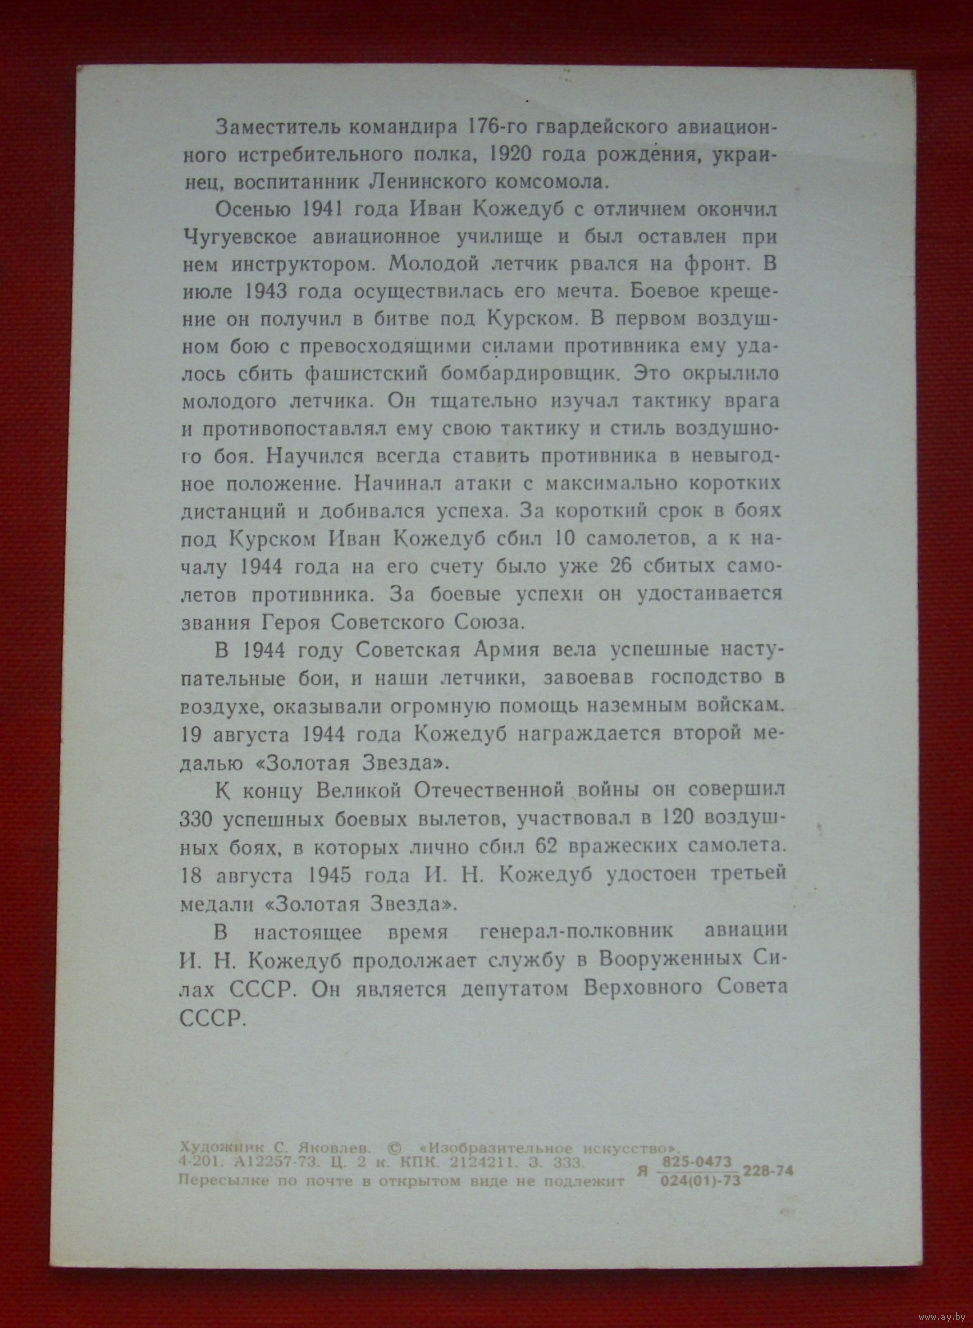 Заместитель командира 176-го гвардейского авиацион-
ного истребительного полка, 1920 года рождения, украи-
нец, воспитанник Ленинского комсомола.
Осенью 1941 года Иван Кожедуб с отличием окончил
Чугуевское авиационное училище и был оставлен при
нем инструктором. Молодой летчик рвался на фронт. В
июле 1943 года осуществилась его мечта. Боевое креще-
ние он получил в битве под Курском. В первом воздуш-
ном бою с превосходящими силами противника ему уда-
лось сбить фашистский бомбардировщик. Это окрылило
молодого летчика. Он тщательно изучал тактику врага
и противопоставлял ему свою тактику и стиль воздушно-
го боя. Научился всегда ставить противника в невыгод-
ное положение. Начинал атаки с максимально коротких
дистанций и добивался успеха. За короткий срок в боях
под Курском Иван Кожедуб сбил 10 самолетов, а к на-
чалу 1944 года на его счету было уже 26 сбитых само-
летов противника. За боевые успехи он удостаивается
звания Героя Советского Союза.
В 1944 году Советская Армия вела успешные насту-
пательные бои, и наши летчики, завоевав господство в
воздухе, оказывали огромную помощь наземным войскам.
19 августа 1944 года Кожедуб награждается второй ме-
далью «Золотая Звезда».
К концу Великой Отечественной войны он совершил
330 успешных боевых вылетов, участвовал в 120 воздуш-
ных боях, в которых лично сбил 62 вражеских самолета.
18 августа 1945 года И. Н. Кожедуб удостоен третьей
медали «Золотая Звезда».
В настоящее время генерал-полковник авиации
И. Н. Кожедуб продолжает службу в Вооруженных Си-
лах СССР. Он является депутатом Верховного Совета
СССР.
Художник С. Яковлев. © «Изобразительное искусство».
4-201. А12257-73. Ц. 2 к. КПК. 2124211. З. 333.
Пересылке по почте в открытом виде не подлежит
Я 825-0473 228-74
024(01)-73
www.ay.by